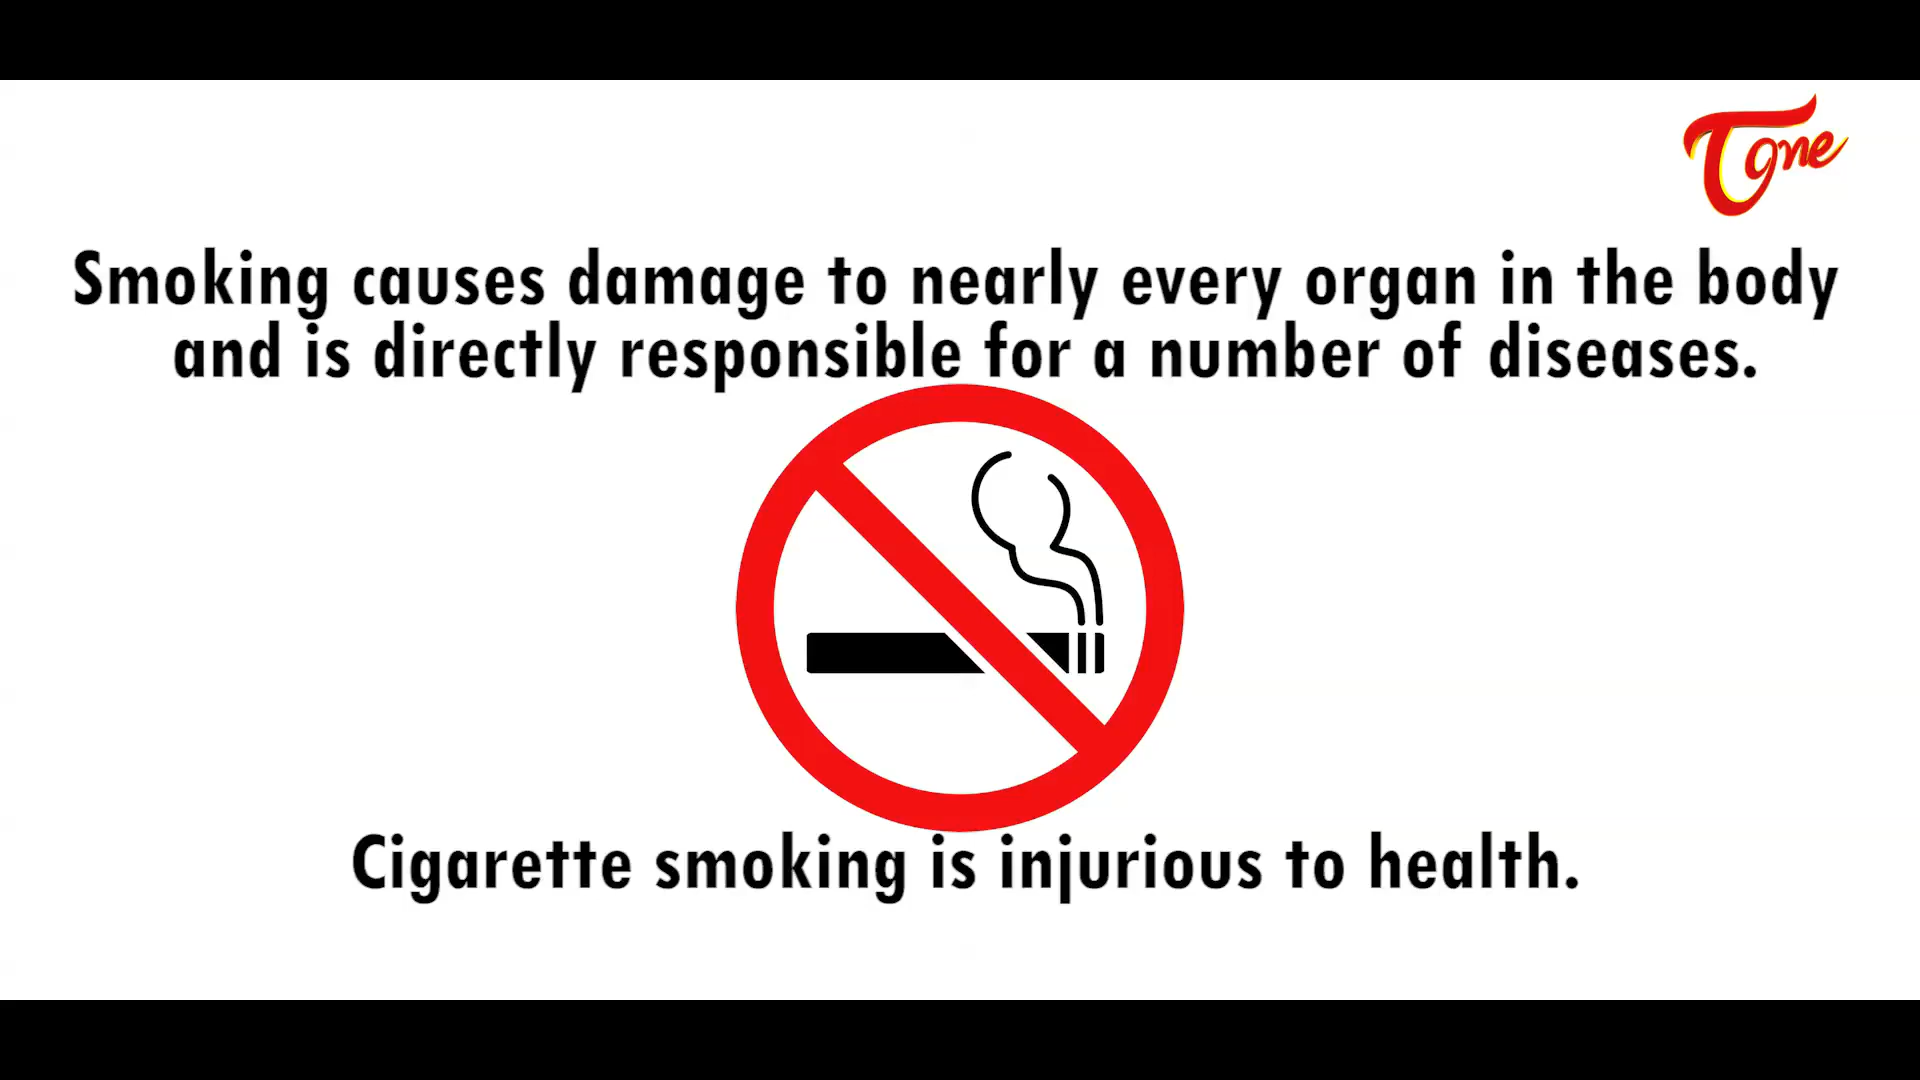 Tone
Smoking causes damage to nearly every organ in the body
and is directly responsible for a number of diseases.
Cigarette smoking is injurious to health.